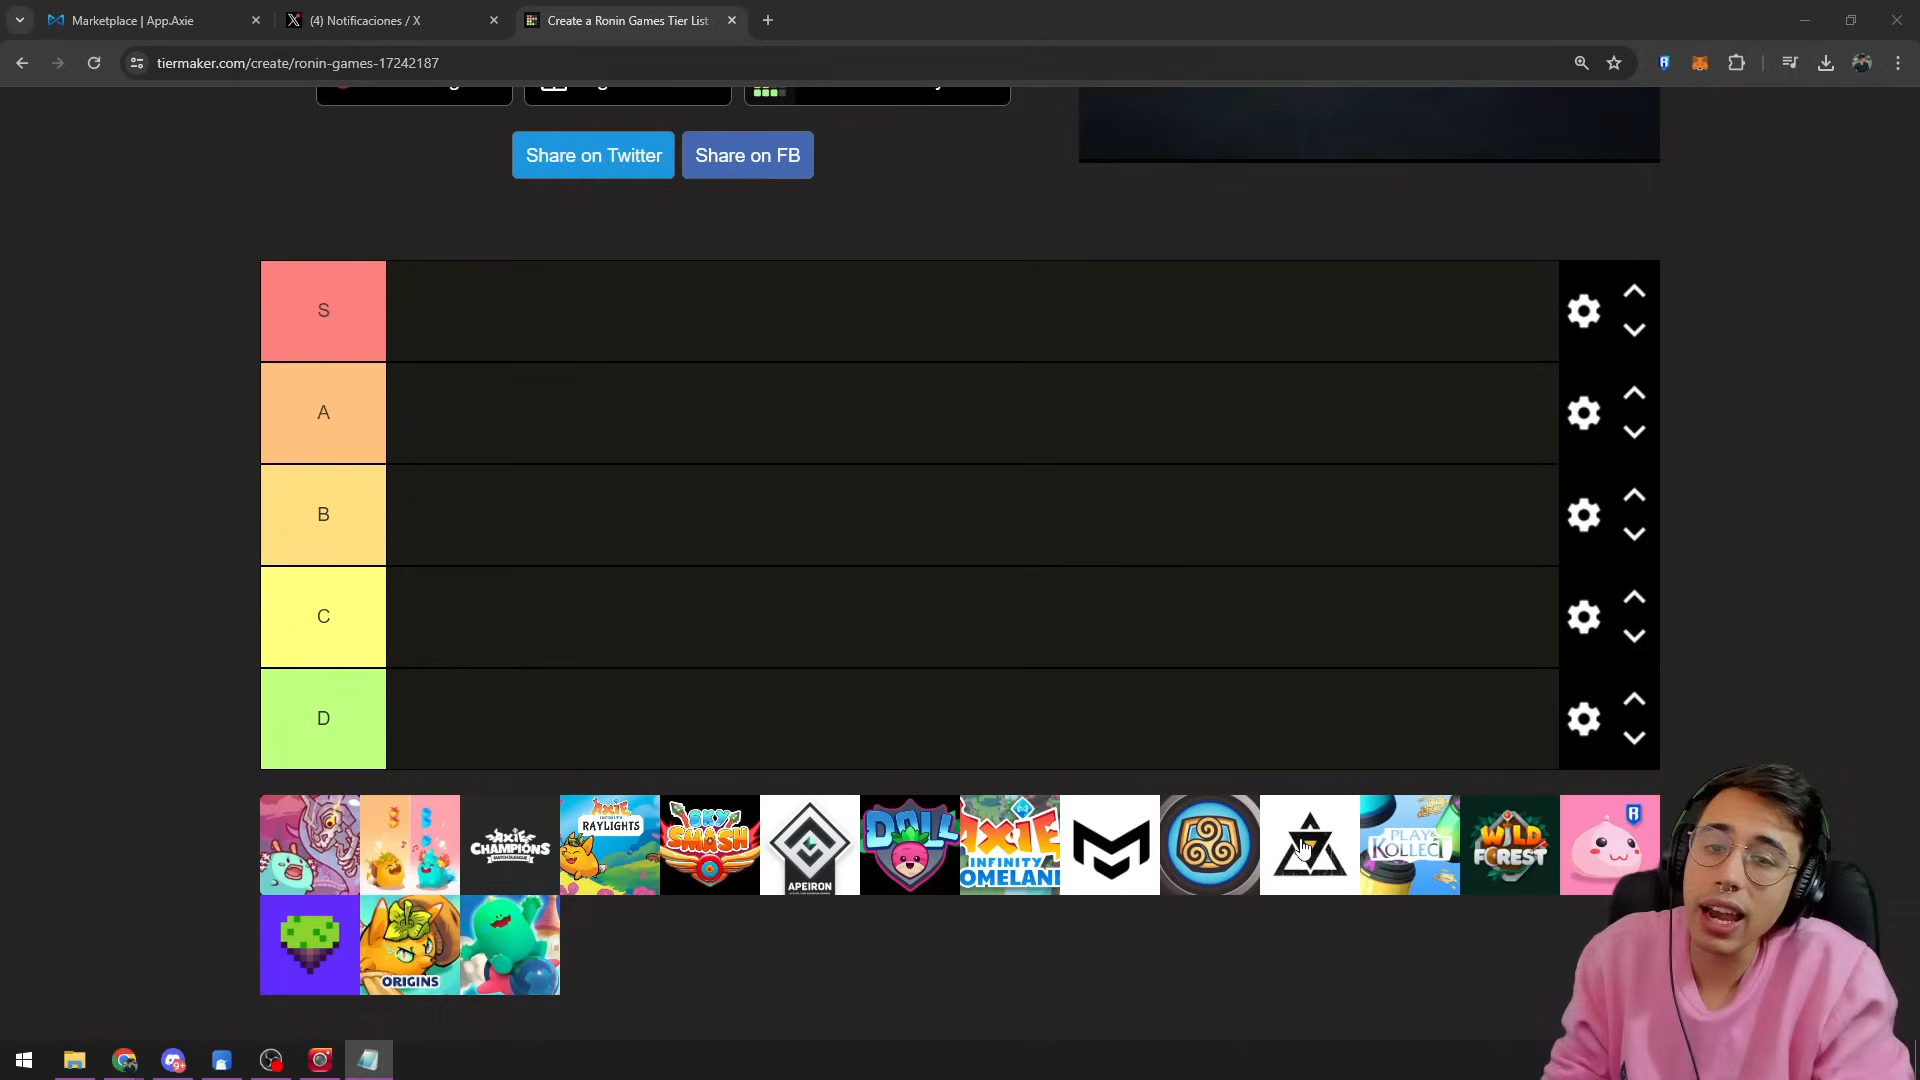 Marketplace | App.Axie
(4) Notificaciones / X
Create a Ronin Games Tier List
tiermaker.com/create/ronin-games-17242187
Share on Twitter
Share on FB
S
A
B
C
D
AXIE CHAMPIONS
AXIE
INFINITY
RAYLIGHTS
SKY
SMASH
APEIRON
DOLL
AXIE
INFINITY
OMELAN
PLAY&
KOLLECT
WILD
FOREST
ORIGINS
9+